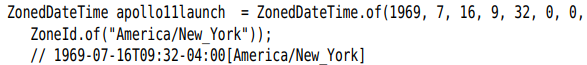 ZonedDateTime apollo11launch = ZonedDateTime.of(1969, 7, 16, 9, 32, 0, 0,
ZoneId.of("America/New_York"));
// 1969-07-16T09:32-04:00[America/New_York]